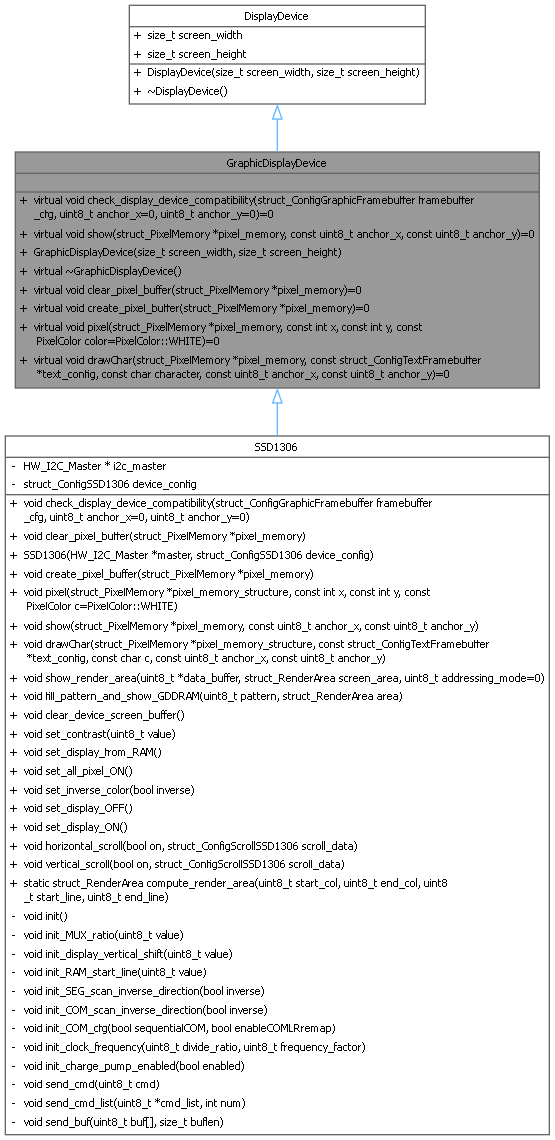 DisplayDevice
+ size_t screen_width
+ size_t screen_height
+ DisplayDevice(size_t screen_width, size_t screen_height)
+ ~DisplayDevice()
GraphicDisplayDevice
+ virtual void check_display_device_compatibility(struct_ConfigGraphicFramebuffer framebuffer
_cfg, uint8_t anchor_x=0, uint8_t anchor_y=0)=0
+ virtual void show(struct_PixelMemory *pixel_memory, const uint8_t anchor_x, const uint8_t anchor_y)=0
+ GraphicDisplayDevice(size_t screen_width, size_t screen_height)
+ virtual ~GraphicDisplayDevice()
+ virtual void clear_pixel_buffer(struct_PixelMemory *pixel_memory)=0
+ virtual void create_pixel_buffer(struct_PixelMemory *pixel_memory)=0
+ virtual void pixel(struct_PixelMemory *pixel_memory, const int x, const int y, const
PixelColor color=PixelColor::WHITE)=0
+ virtual void drawChar(struct_PixelMemory *pixel_memory, const struct_ConfigTextFramebuffer
*text_config, const char character, const uint8_t anchor_x, const uint8_t anchor_y)=0
SSD1306
- HW_I2C_Master * i2c_master
- struct_ConfigSSD1306 device_config
+ void check_display_device_compatibility(struct_ConfigGraphicFramebuffer framebuffer
_cfg, uint8_t anchor_x=0, uint8_t anchor_y=0)
+ void clear_pixel_buffer(struct_PixelMemory *pixel_memory)
+ SSD1306(HW_I2C_Master *master, struct_ConfigSSD1306 device_config)
+ void create_pixel_buffer(struct_PixelMemory *pixel_memory)
+ void pixel(struct_PixelMemory *pixel_memory_structure, const int x, const int y, const
PixelColor c=PixelColor::WHITE)
+ void show(struct_PixelMemory *pixel_memory, const uint8_t anchor_x, const uint8_t anchor_y)
+ void drawChar(struct_PixelMemory *pixel_memory_structure, const struct_ConfigTextFramebuffer
*text_config, const char c, const uint8_t anchor_x, const uint8_t anchor_y)
+ void show_render_area(uint8_t *data_buffer, struct_RenderArea screen_area, uint8_t addressing_mode=0)
+ void fill_pattern_and_show_GDDRAM(uint8_t pattern, struct_RenderArea area)
+ void clear_device_screen_buffer()
+ void set_contrast(uint8_t value)
+ void set_display_from_RAM()
+ void set_all_pixel_ON()
+ void set_inverse_color(bool inverse)
+ void set_display_OFF()
+ void set_display_ON()
+ void horizontal_scroll(bool on, struct_ConfigScrollSSD1306 scroll_data)
+ void vertical_scroll(bool on, struct_ConfigScrollSSD1306 scroll_data)
+ static struct_RenderArea compute_render_area(uint8_t start_col, uint8_t end_col, uint8
_t start_line, uint8_t end_line)
- void init()
- void init_MUX_ratio(uint8_t value)
- void init_display_vertical_shift(uint8_t value)
- void init_RAM_start_line(uint8_t value)
- void init_SEG_scan_inverse_direction(bool inverse)
- void init_COM_scan_inverse_direction(bool inverse)
- void init_COM_cfg(bool sequentialCOM, bool enableCOMLRremap)
- void init_clock_frequency(uint8_t divide_ratio, uint8_t frequency_factor)
- void init_charge_pump_enabled(bool enabled)
- void send_cmd(uint8_t cmd)
- void send_cmd_list(uint8_t *cmd_list, int num)
- void send_buf(uint8_t buf[], size_t buflen)